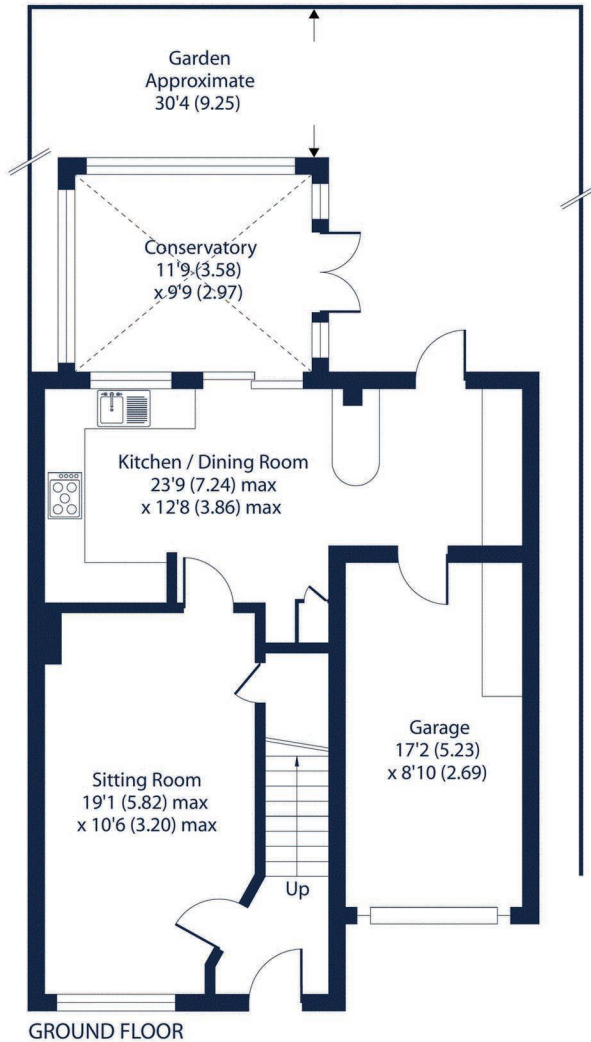 Garden
Approximate
30'4 (9.25)
Conservatory
11'9 (3.58)
x 9'9 (2.97)
Kitchen / Dining Room
23'9 (7.24) max
x 12'8 (3.86) max
Garage
17'2 (5.23)
x 8'10 (2.69)
Sitting Room
19'1 (5.82) max
x 10'6 (3.20) max
Up
GROUND FLOOR